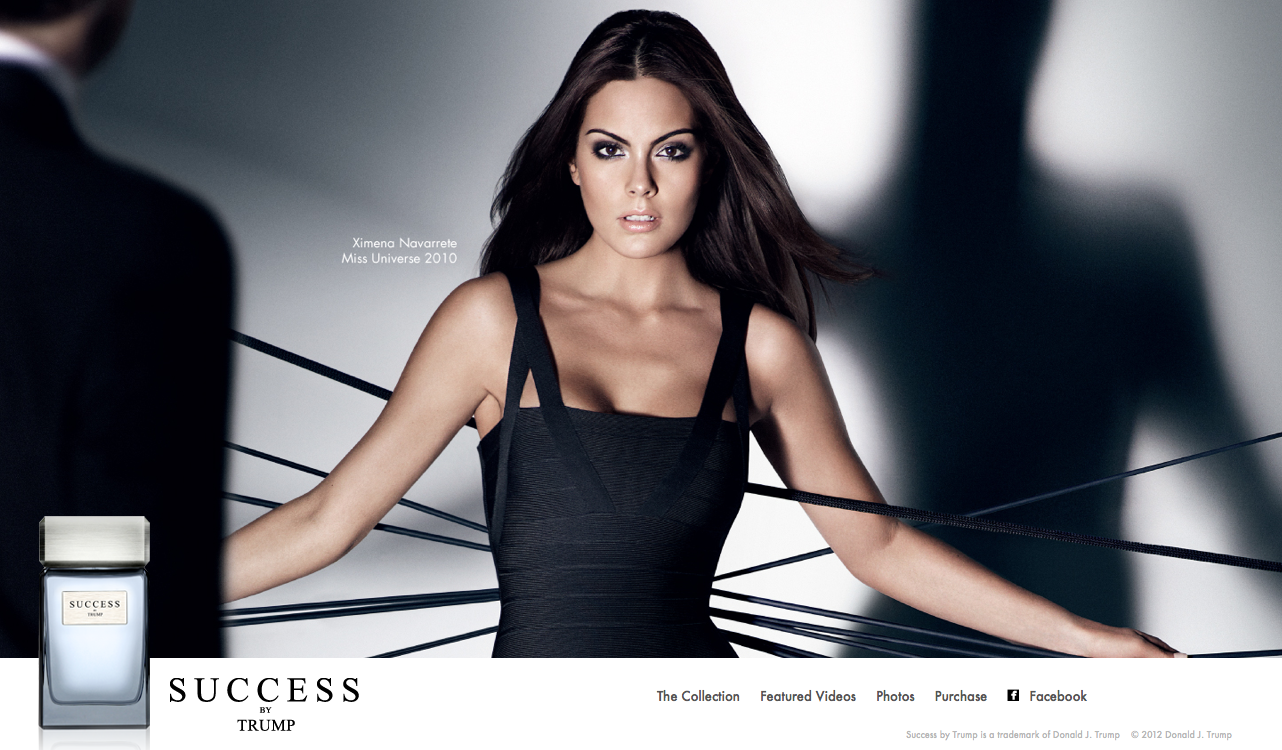 Ximena Navarrete
Miss Universe 2010
SUCCESS
BY
TRUMP
SUCCESS
BY
TRUMP
The Collection Featured Videos Photos Purchase Facebook
Success by Trump is a trademark of Donald J. Trump © 2012 Donald J. Trump